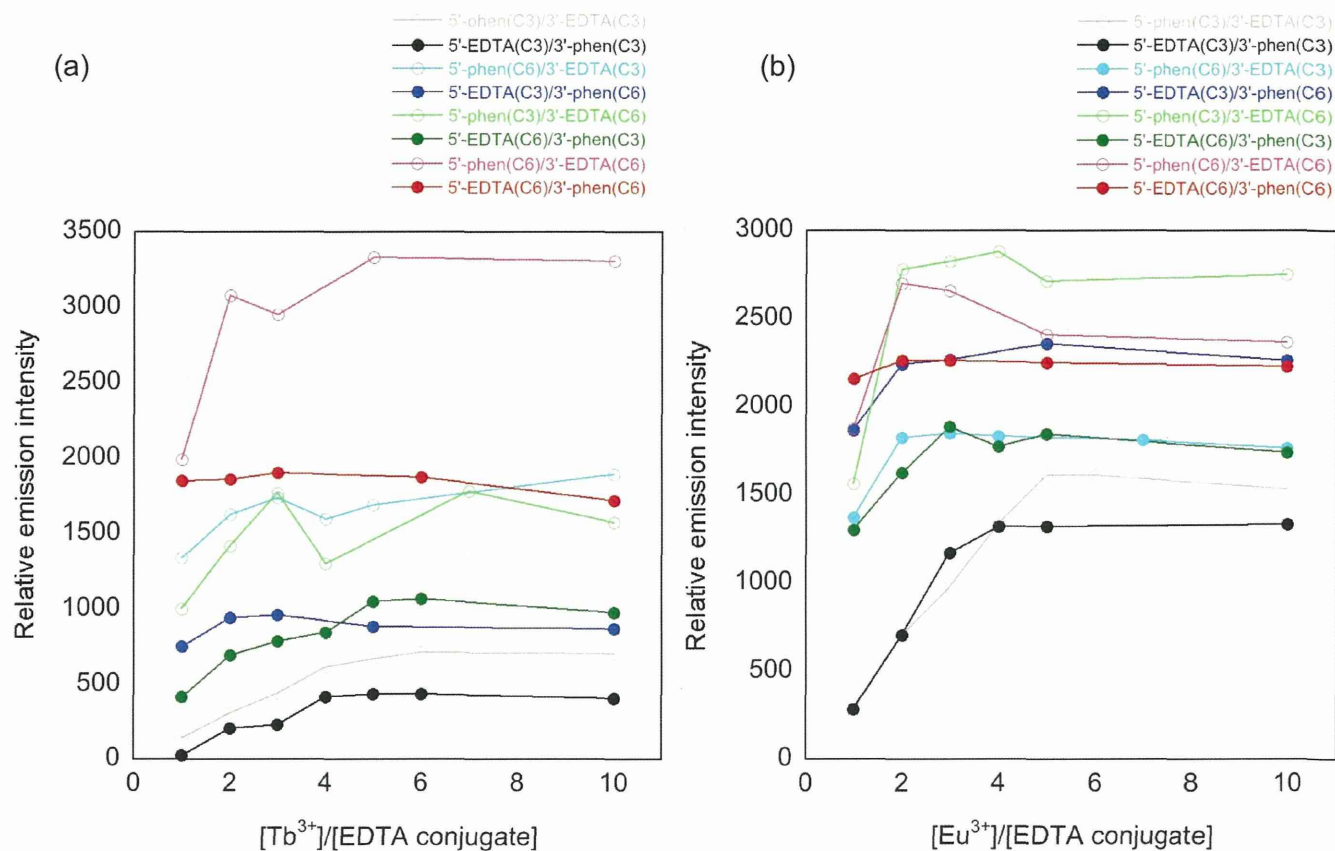 (a)
5'-phen(C3)/3'-EDTA(C3)
5'-EDTA(C3)/3'-phen(C3)
5'-phen(C6)/3'-EDTA(C3)
5'-EDTA(C3)/3'-phen(C6)
5'-phen(C3)/3'-EDTA(C6)
5'-EDTA(C6)/3'-phen(C3)
5'-phen(C6)/3'-EDTA(C6)
5'-EDTA(C6)/3'-phen(C6)
Relative emission intensity
3500
3000
2500
2000
1500
1000
500
0
0 2 4 6 8 10
[Tb³⁺]/[EDTA conjugate]
(b)
5'-phen(C3)/3'-EDTA(C3)
5'-EDTA(C3)/3'-phen(C3)
5'-phen(C6)/3'-EDTA(C3)
5'-EDTA(C3)/3'-phen(C6)
5'-phen(C3)/3'-EDTA(C6)
5'-EDTA(C6)/3'-phen(C3)
5'-phen(C6)/3'-EDTA(C6)
5'-EDTA(C6)/3'-phen(C6)
Relative emission intensity
3000
2500
2000
1500
1000
500
0
0 2 4 6 8 10
[Eu³⁺]/[EDTA conjugate]